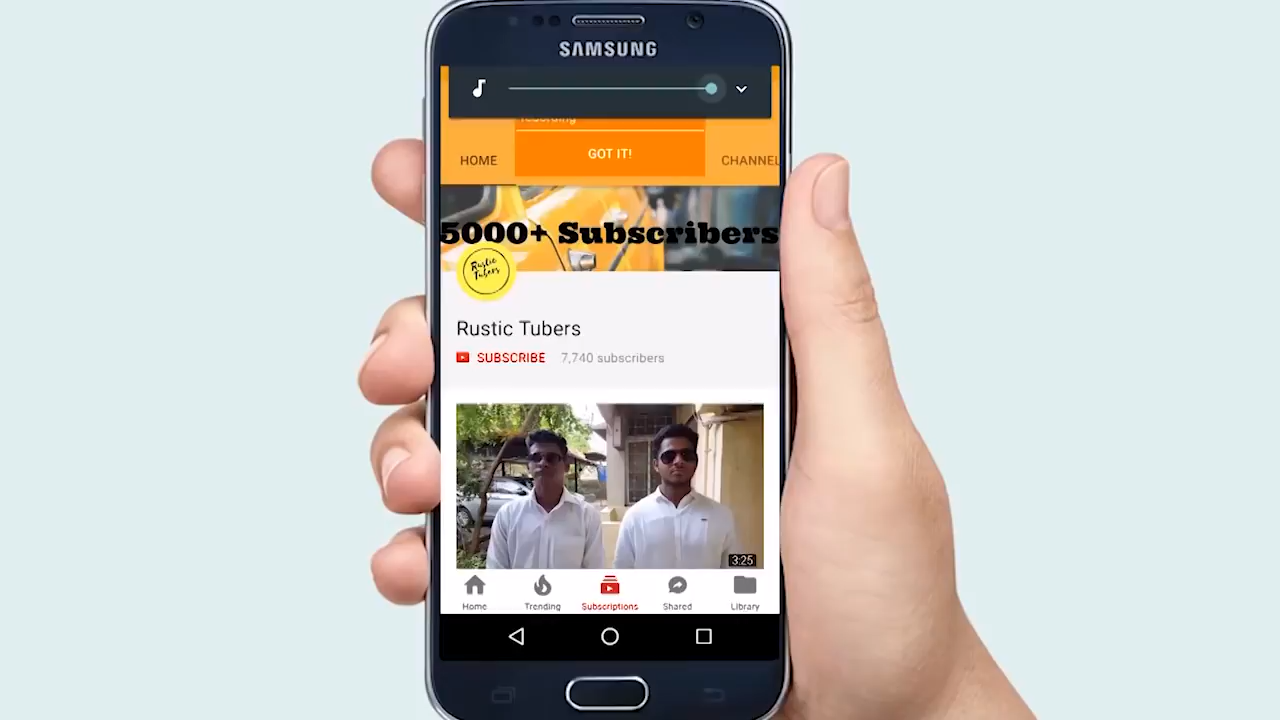 SAMSUNG
recording
GOT IT!
HOME
CHANNEL
5000+ Subscribers
Rustic
Tubers
Rustic Tubers
SUBSCRIBE 7,740 subscribers
3:25
Home Trending Subscriptions Shared Library